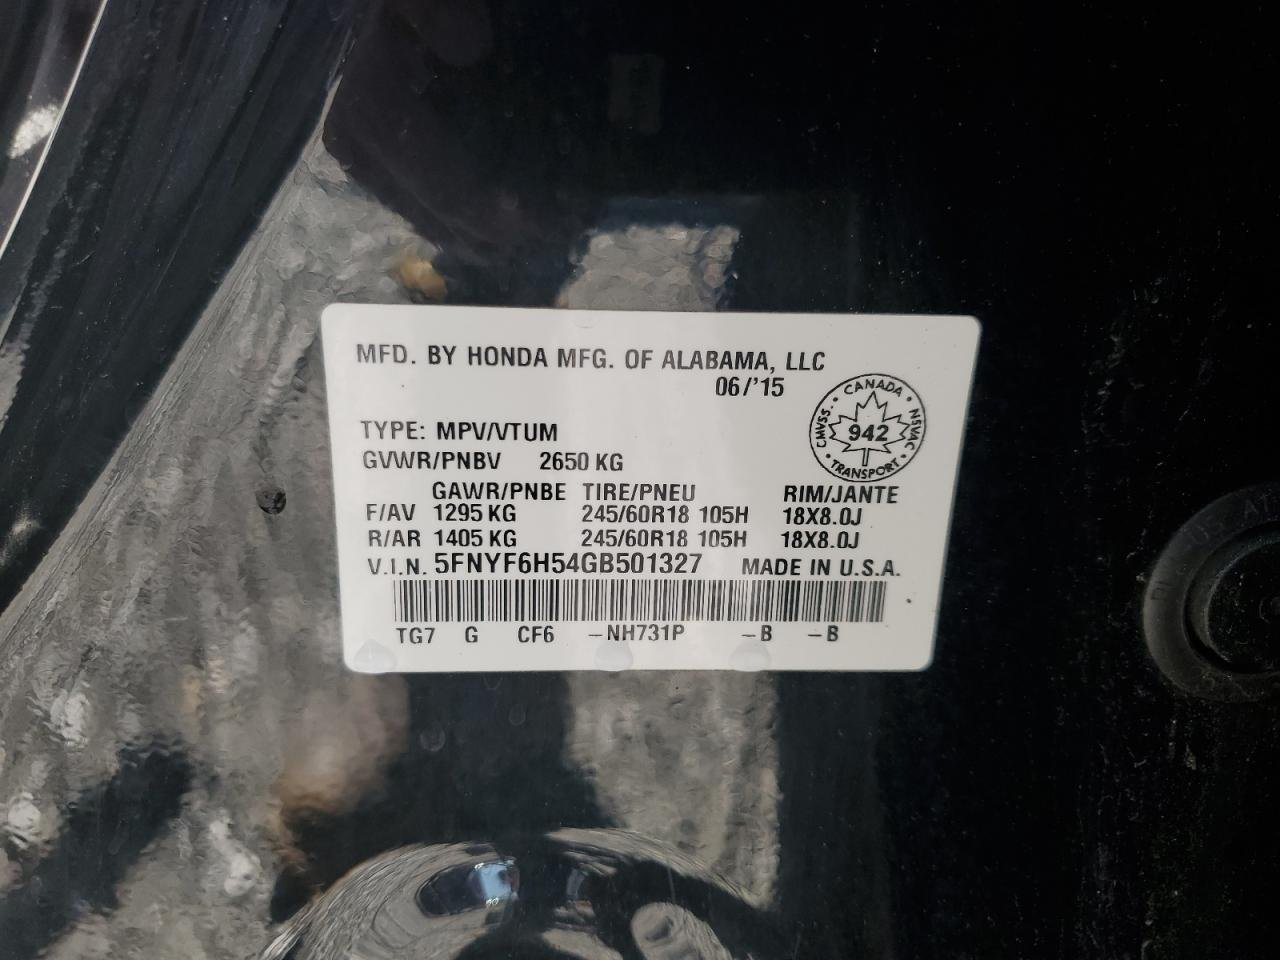 MFD. BY HONDA MFG. OF ALABAMA, LLC
06/'15
CANADA
CMVSS. NSVAC
942
TRANSPORT
TYPE: MPV/VTUM
GVWR/PNBV 2650 KG
GAWR/PNBE TIRE/PNEU RIM/JANTE
F/AV 1295 KG 245/60R18 105H 18X8.0J
R/AR 1405 KG 245/60R18 105H 18X8.0J
V.I.N. 5FNYF6H54GB501327 MADE IN U.S.A.
TG7 G CF6 –NH731P –B –B